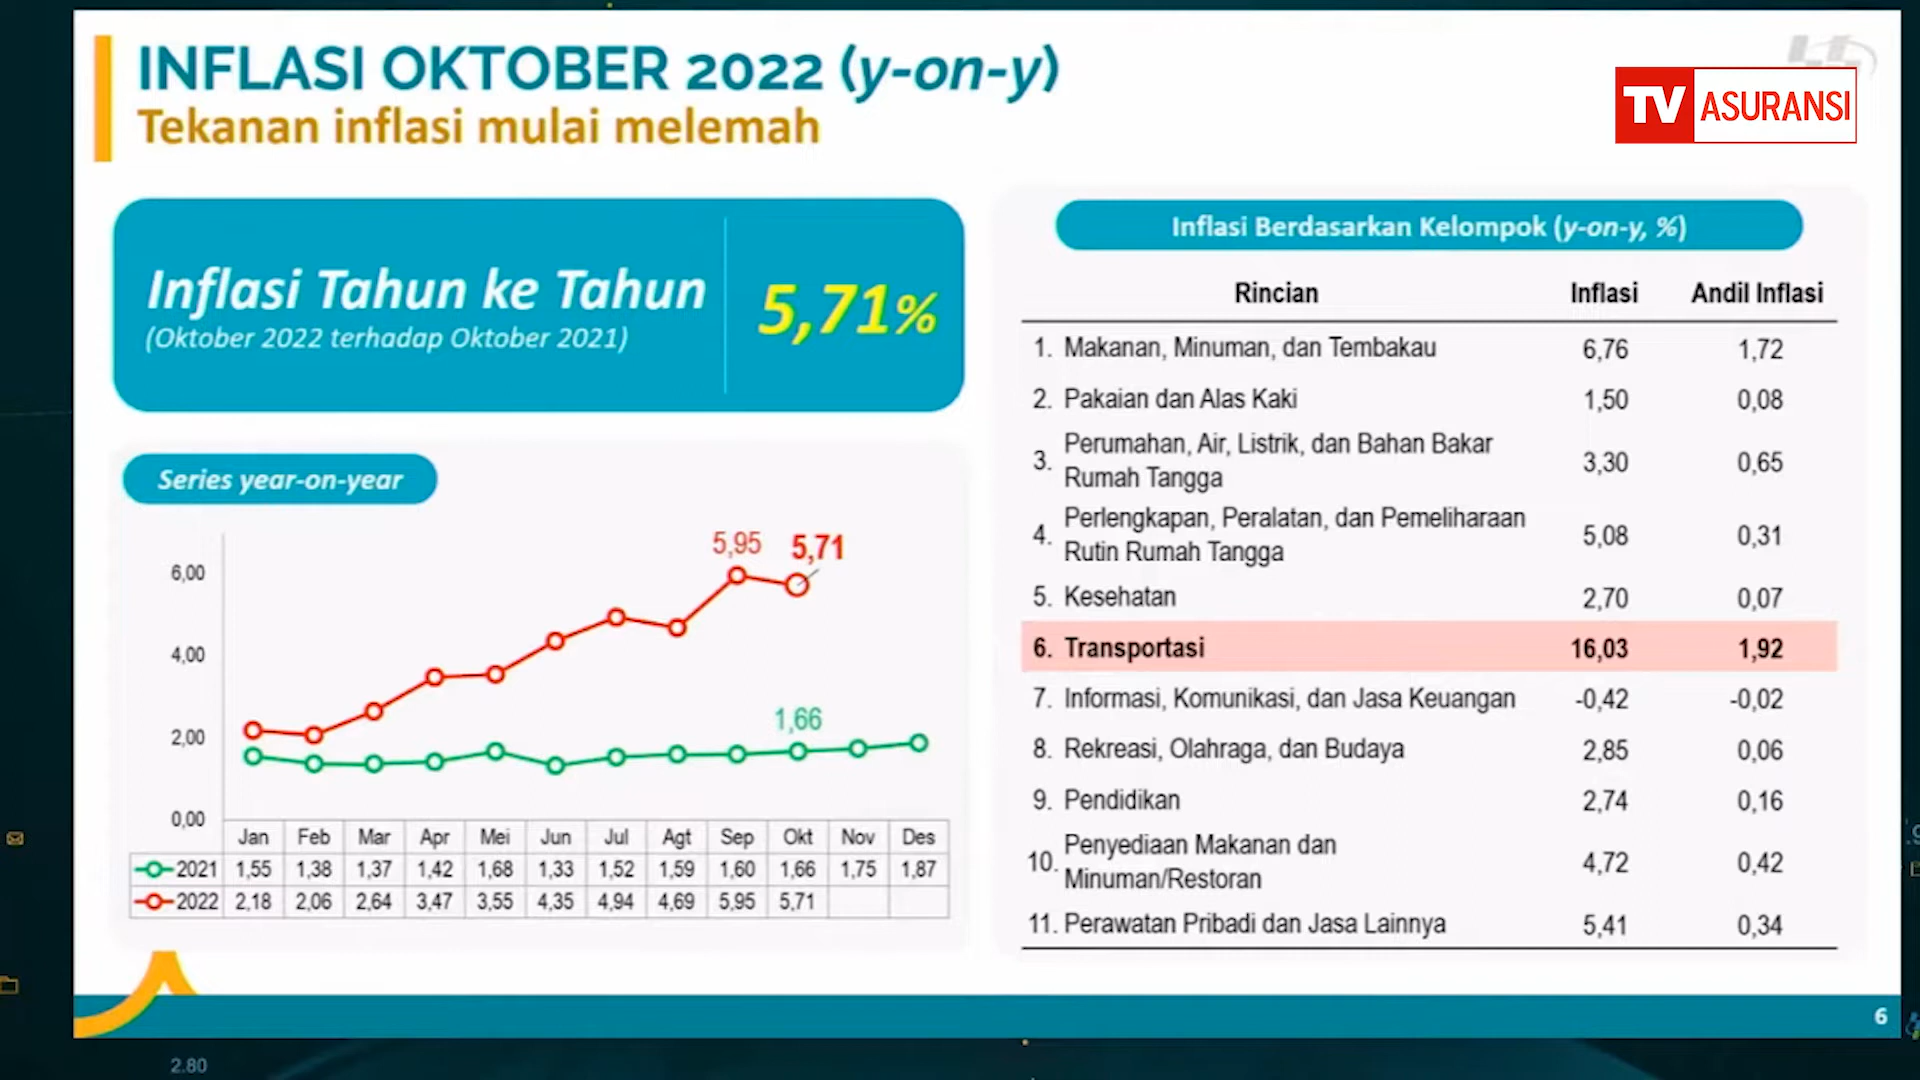 INFLASI OKTOBER 2022 (y-on-y)
Tekanan inflasi mulai melemah
TV ASURANSI
Inflasi Tahun ke Tahun
(Oktober 2022 terhadap Oktober 2021)
5,71%
Series year-on-year
6,00
4,00
2,00
0,00
5,95
5,71
1,66
Jan Feb Mar Apr Mei Jun Jul Agt Sep Okt Nov Des
2021 1,55 1,38 1,37 1,42 1,68 1,33 1,52 1,59 1,60 1,66 1,75 1,87
2022 2,18 2,06 2,64 3,47 3,55 4,35 4,94 4,69 5,95 5,71
Inflasi Berdasarkan Kelompok (y-on-y, %)
Rincian Inflasi Andil Inflasi
1. Makanan, Minuman, dan Tembakau 6,76 1,72
2. Pakaian dan Alas Kaki 1,50 0,08
3. Perumahan, Air, Listrik, dan Bahan Bakar
Rumah Tangga 3,30 0,65
4. Perlengkapan, Peralatan, dan Pemeliharaan
Rutin Rumah Tangga 5,08 0,31
5. Kesehatan 2,70 0,07
6. Transportasi 16,03 1,92
7. Informasi, Komunikasi, dan Jasa Keuangan -0,42 -0,02
8. Rekreasi, Olahraga, dan Budaya 2,85 0,06
9. Pendidikan 2,74 0,16
10. Penyediaan Makanan dan
Minuman/Restoran 4,72 0,42
11. Perawatan Pribadi dan Jasa Lainnya 5,41 0,34
6
2.80